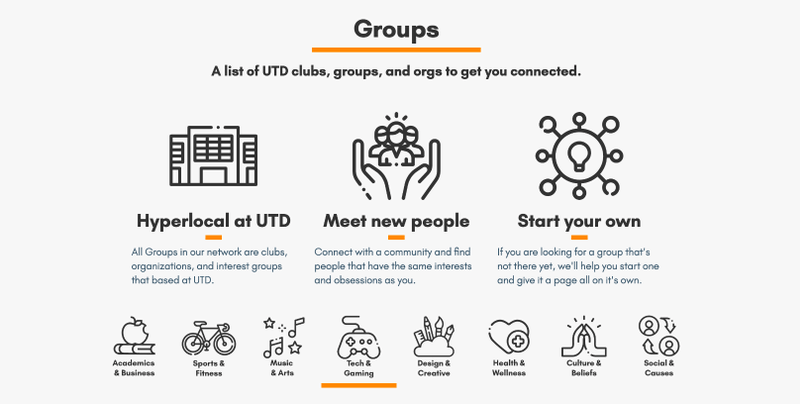 Groups
A list of UTD clubs, groups, and orgs to get you connected.
Hyperlocal at UTD
All Groups in our network are clubs,
organizations, and interest groups
that based at UTD.
Meet new people
Connect with a community and find
people that have the same interests
and obsessions as you.
Start your own
If you are looking for a group that's
not there yet, we'll help you start one
and give it a page all on it's own.
Academics
& Business
Sports &
Fitness
Music
& Arts
Tech &
Gaming
Design &
Creative
Health &
Wellness
Culture &
Beliefs
Social &
Causes